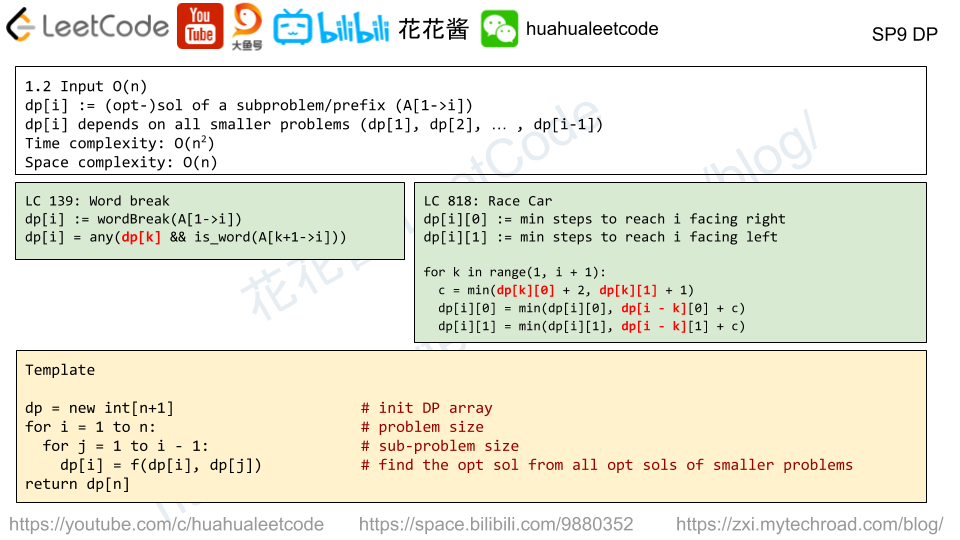 LeetCode You Tube 大鱼号 bilibili 花花酱 huahualeetcode
SP9 DP
1.2 Input O(n)
dp[i] := (opt-)sol of a subproblem/prefix (A[1->i])
dp[i] depends on all smaller problems (dp[1], dp[2], … , dp[i-1])
Time complexity: O(n²)
Space complexity: O(n)
LC 139: Word break
dp[i] := wordBreak(A[1->i])
dp[i] = any(dp[k] && is_word(A[k+1->i]))
LC 818: Race Car
dp[i][0] := min steps to reach i facing right
dp[i][1] := min steps to reach i facing left
for k in range(1, i + 1):
  c = min(dp[k][0] + 2, dp[k][1] + 1)
  dp[i][0] = min(dp[i][0], dp[i - k][0] + c)
  dp[i][1] = min(dp[i][1], dp[i - k][1] + c)
Template
dp = new int[n+1] # init DP array
for i = 1 to n: # problem size
  for j = 1 to i - 1: # sub-problem size
    dp[i] = f(dp[i], dp[j]) # find the opt sol from all opt sols of smaller problems
return dp[n]
https://youtube.com/c/huahualeetcode https://space.bilibili.com/9880352 https://zxi.mytechroad.com/blog/